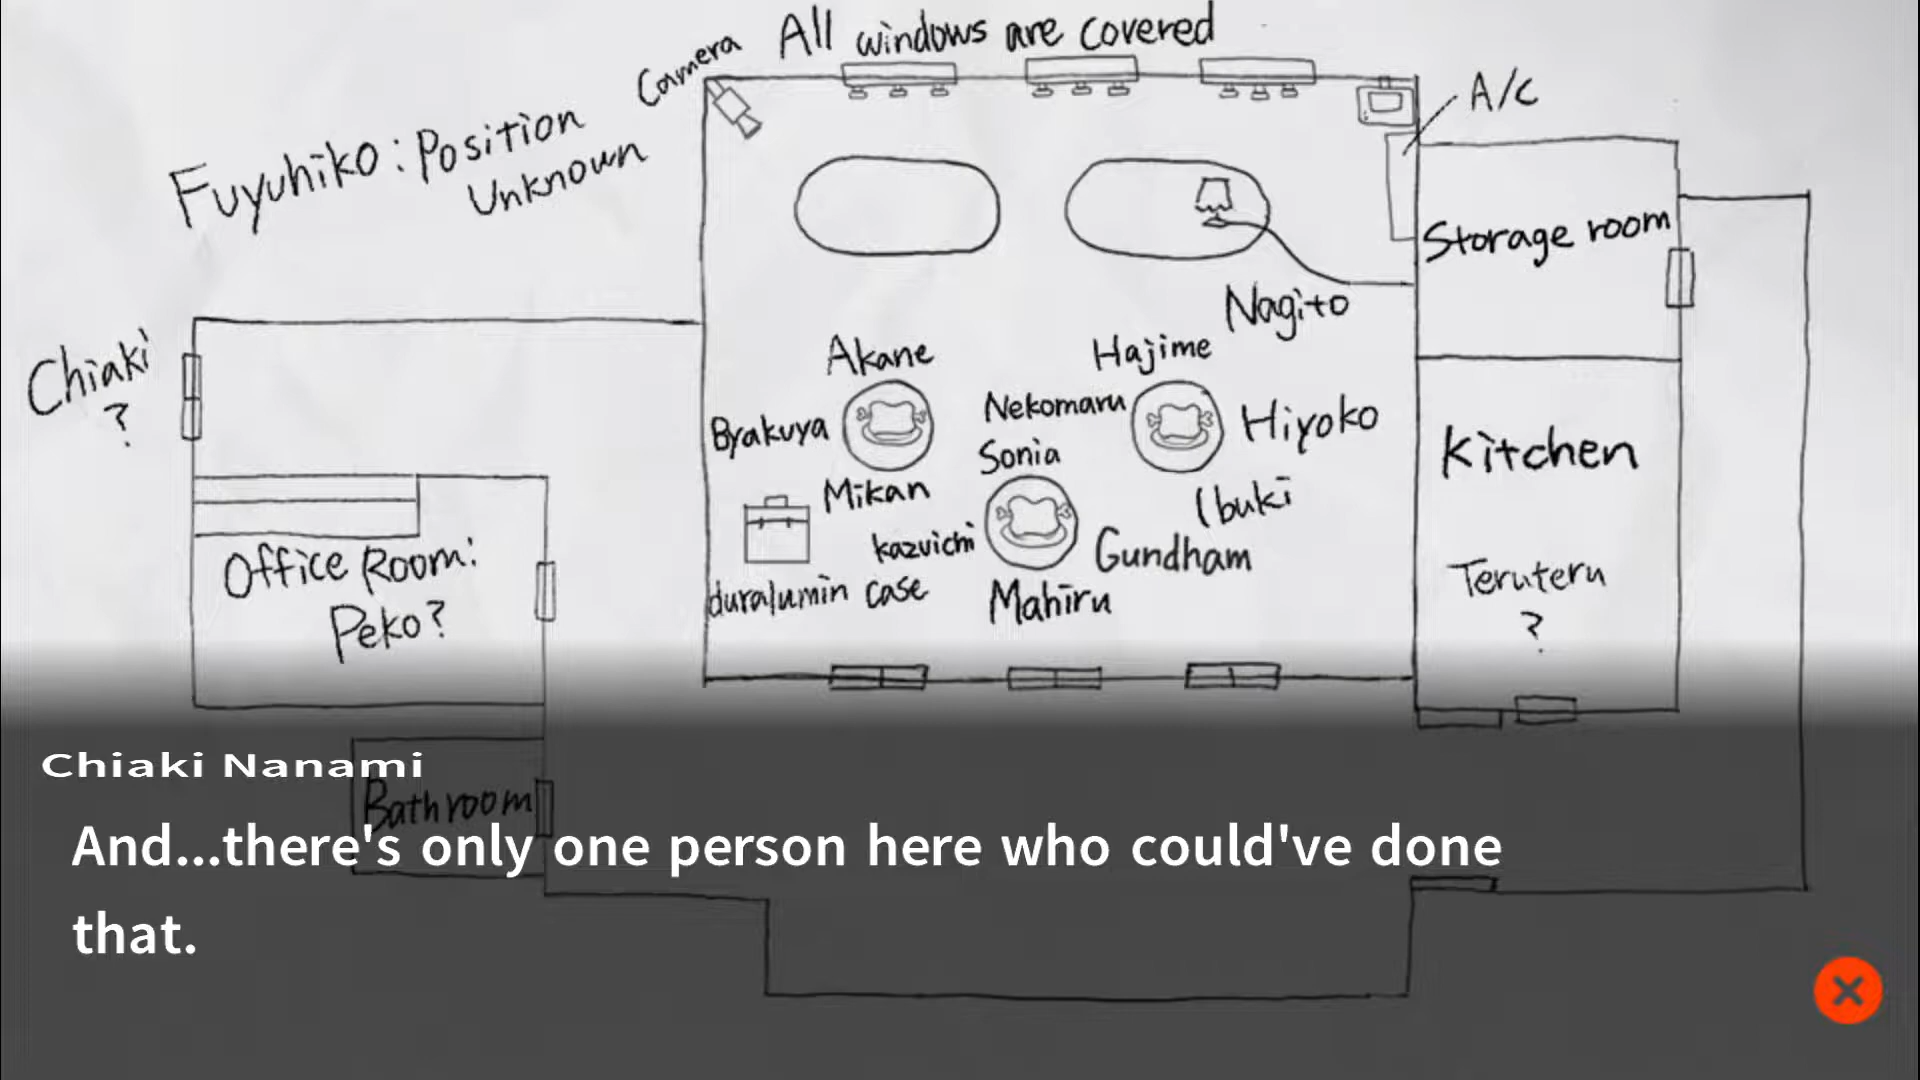 All windows are covered
Camera
A/C
Fuyuhiko: Position
Unknown
Storage room
Nagito
Chiaki
?
Akane
Hajime
Nekomaru
Byakuya
Hiyoko
Sonia
Kitchen
Mikan
Ibuki
kazuichi
Gundham
Office Room:
Peko?
duralumin case
Mahiru
Teruteru
?
Chiaki Nanami
Bathroom
And...there's only one person here who could've done
that.